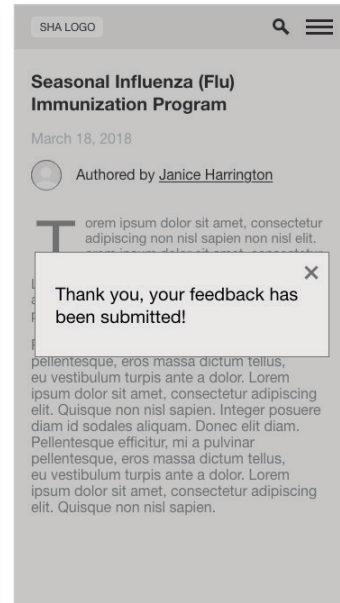 SHA LOGO
Seasonal Influenza (Flu)
Immunization Program
March 18, 2018
Authored by Janice Harrington
Torem ipsum dolor sit amet, consectetur
adipiscing non nisl sapien non nisl elit.
Thank you, your feedback has
been submitted!
pellentesque, eros massa dictum tellus,
eu vestibulum turpis ante a dolor. Lorem
ipsum dolor sit amet, consectetur adipiscing
elit. Quisque non nisl sapien. Integer posuere
diam id sodales aliquam. Donec elit diam.
Pellentesque efficitur, mi a pulvinar
pellentesque, eros massa dictum tellus,
eu vestibulum turpis ante a dolor. Lorem
ipsum dolor sit amet, consectetur adipiscing
elit. Quisque non nisl sapien.